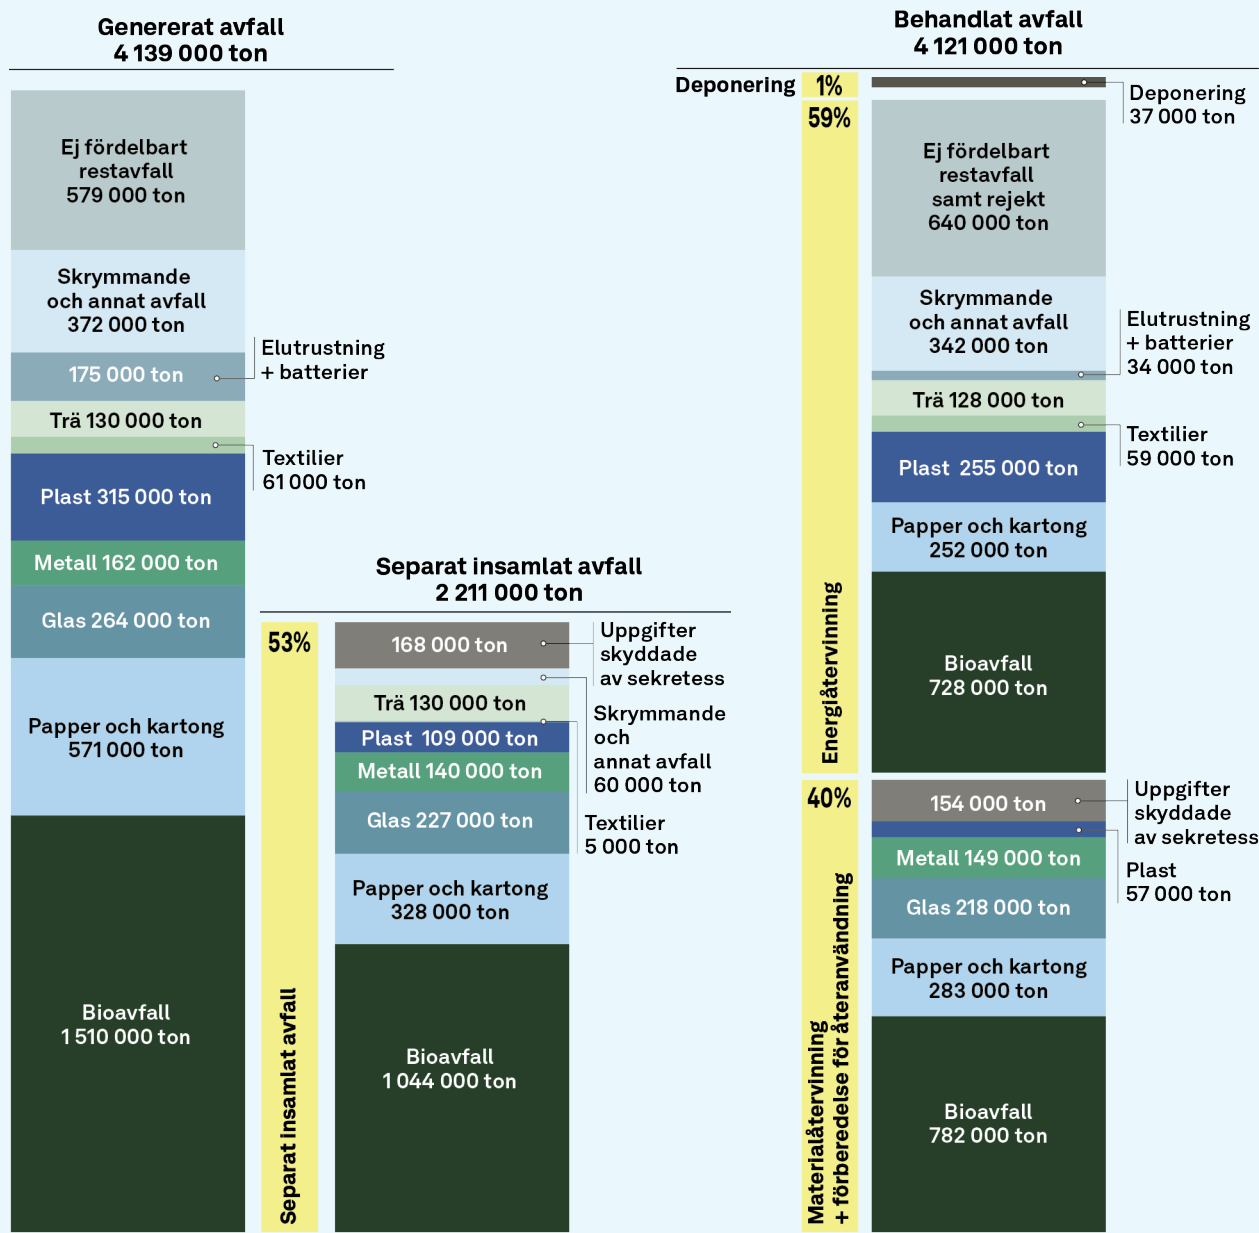 Genererat avfall
4 139 000 ton
Ej fördelbart
restavfall
579 000 ton
Skrymmande
och annat avfall
372 000 ton
175 000 ton
Elutrustning
+ batterier
Trä 130 000 ton
Textilier
61 000 ton
Plast 315 000 ton
Metall 162 000 ton
Glas 264 000 ton
Papper och kartong
571 000 ton
Bioavfall
1 510 000 ton
Separat insamlat avfall
2 211 000 ton
53%
Separat insamlat avfall
168 000 ton
Uppgifter
skyddade
av sekretess
Skrymmande
och
annat avfall
60 000 ton
Trä 130 000 ton
Textilier
5 000 ton
Plast 109 000 ton
Metall 140 000 ton
Glas 227 000 ton
Papper och kartong
328 000 ton
Bioavfall
1 044 000 ton
Behandlat avfall
4 121 000 ton
Deponering
1%
Deponering
37 000 ton
59%
Energiåtervinning
Ej fördelbart
restavfall
samt rejekt
640 000 ton
Skrymmande
och annat avfall
342 000 ton
Elutrustning
+ batterier
34 000 ton
Trä 128 000 ton
Textilier
59 000 ton
Plast 255 000 ton
Papper och kartong
252 000 ton
Bioavfall
728 000 ton
40%
Materialåtervinning
+ förberedelse för återanvändning
154 000 ton
Uppgifter
skyddade
av sekretess
Plast
57 000 ton
Metall 149 000 ton
Glas 218 000 ton
Papper och kartong
283 000 ton
Bioavfall
782 000 ton